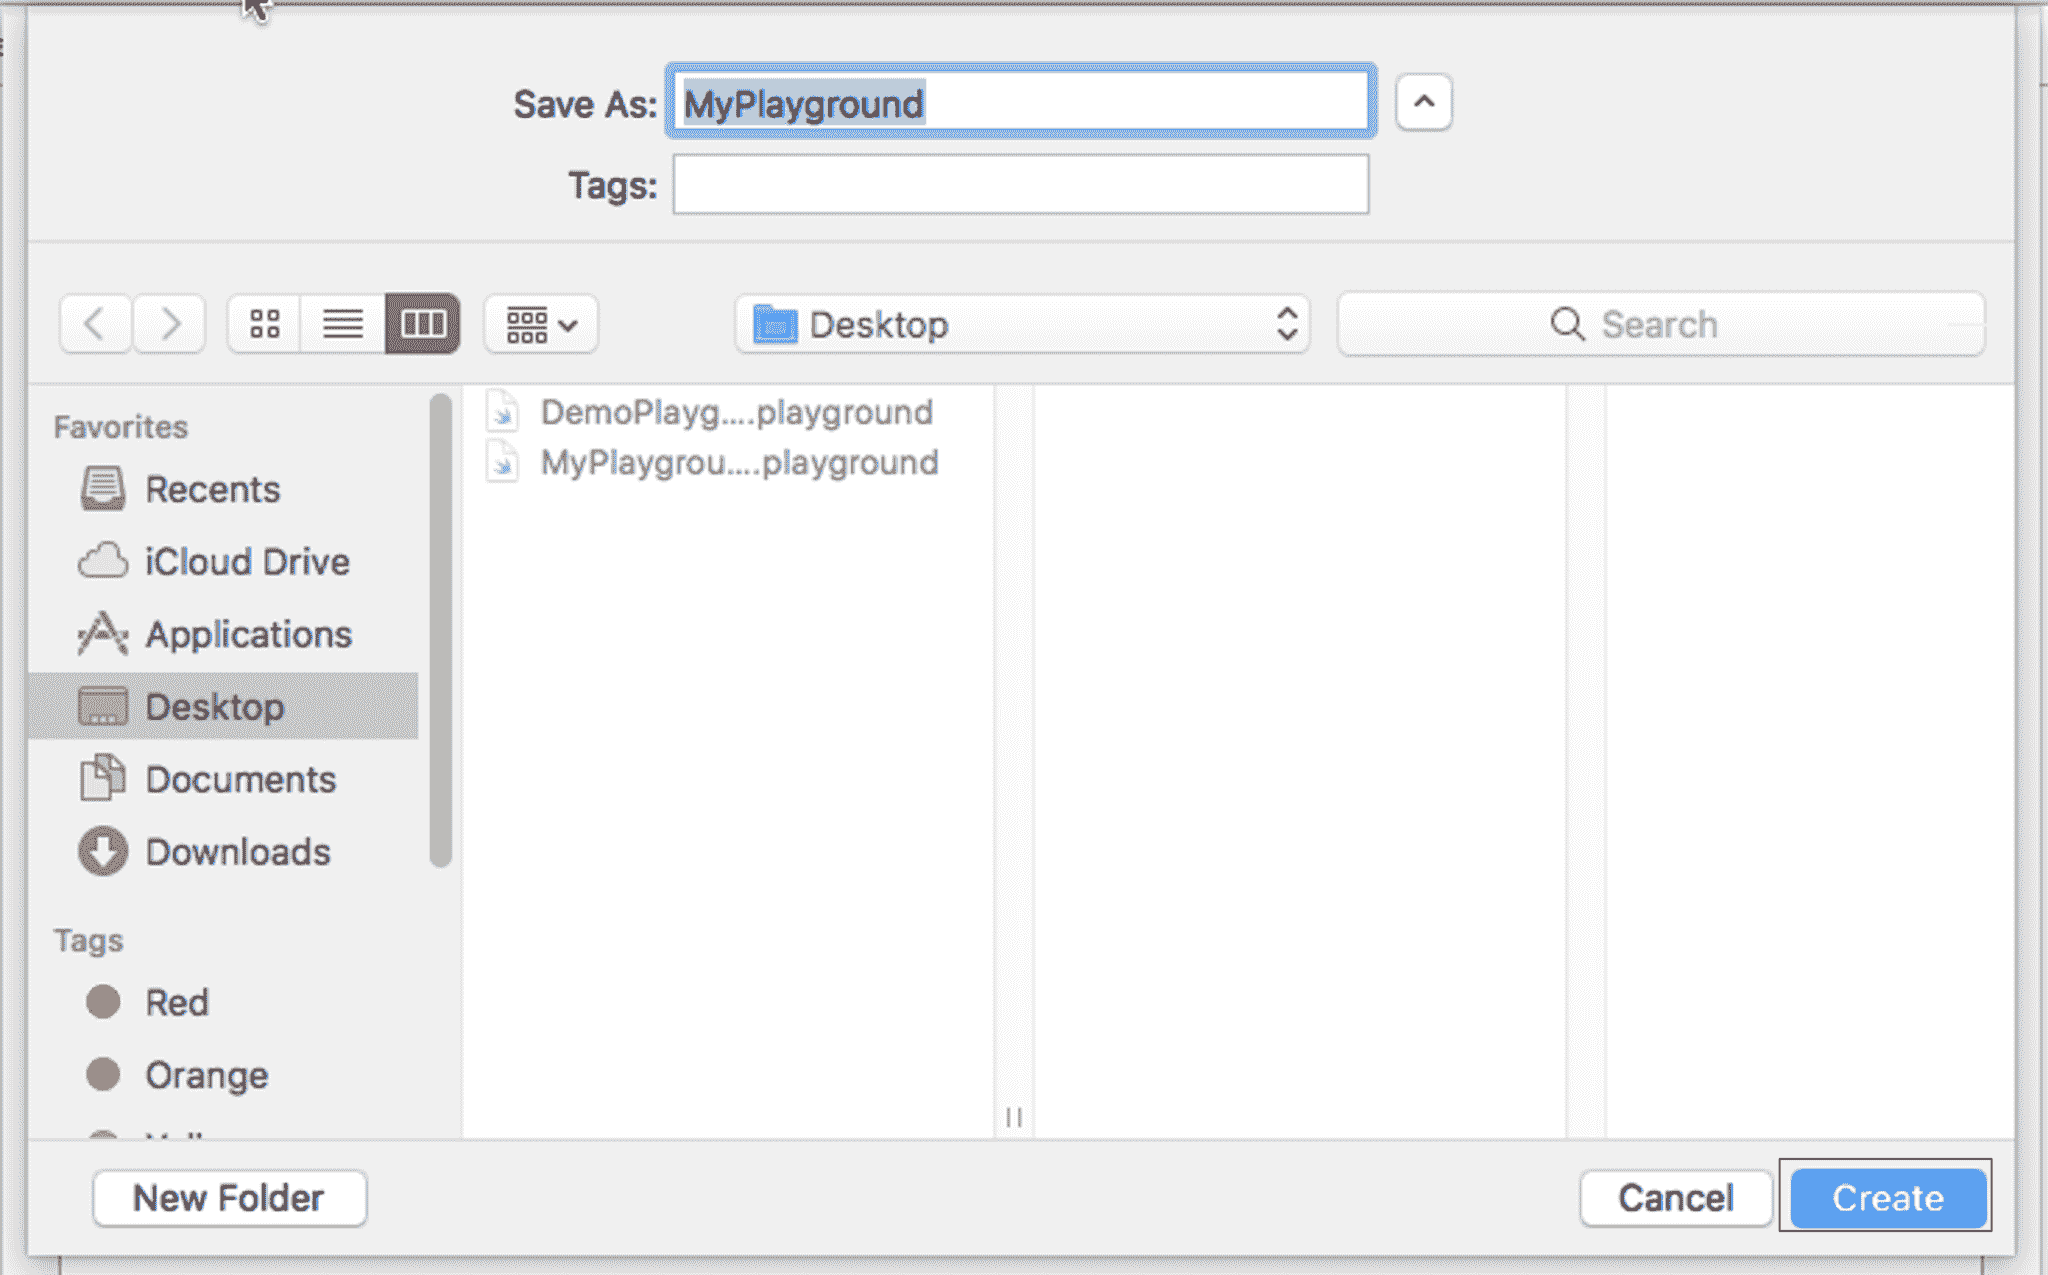 Save As: MyPlayground
Tags:
Desktop
Search
Favorites
Recents
iCloud Drive
Applications
Desktop
Documents
Downloads
Tags
Red
Orange
DemoPlayg....playground
MyPlaygrou....playground
New Folder
Cancel
Create